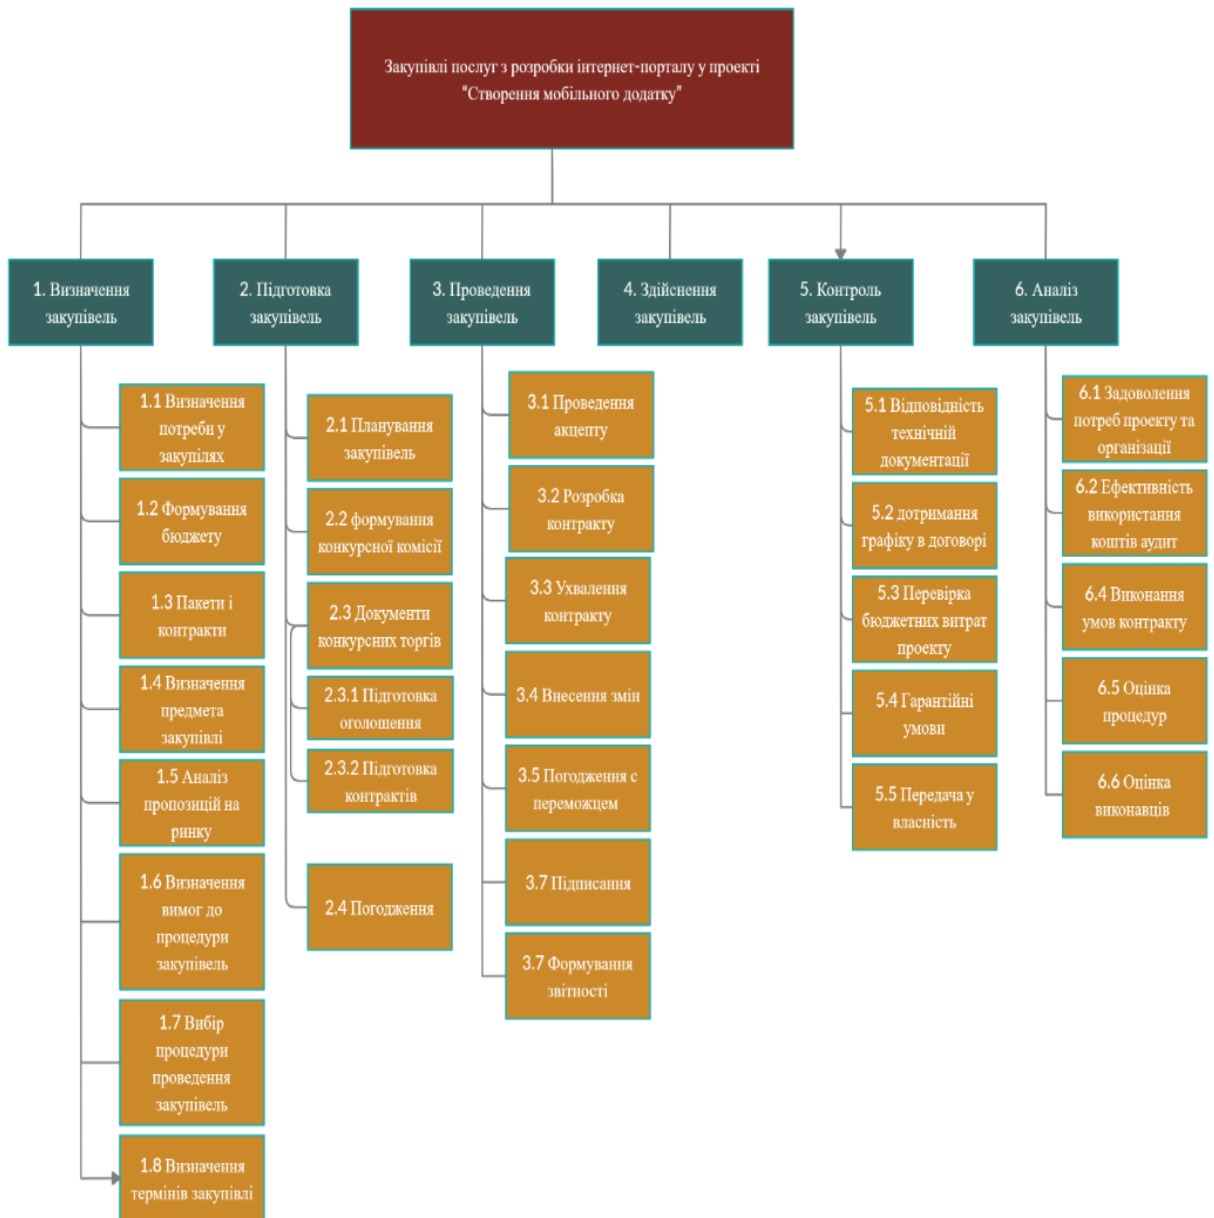 Закупівлі послуг з розробки інтернет-порталу у проекті
“Створення мобільного додатку”
1. Визначення
закупівель
2. Підготовка
закупівель
3. Проведення
закупівель
4. Здійснення
закупівель
5. Контроль
закупівель
6. Аналіз
закупівель
1.1 Визначення
потреби у
закупілях
1.2 Формування
бюджету
1.3 Пакети і
контракти
1.4 Визначення
предмета
закупівлі
1.5 Аналіз
пропозицій на
ринку
1.6 Визначення
вимог до
процедури
закупівель
1.7 Вибір
процедури
проведення
закупівель
1.8 Визначення
термінів закупівлі
2.1 Планування
закупівель
2.2 формування
конкурсної комісії
2.3 Документи
конкурсних торгів
2.3.1 Підготовка
оголошення
2.3.2 Підготовка
контрактів
2.4 Погодження
3.1 Проведення
акцепту
3.2 Розробка
контракту
3.3 Ухвалення
контракту
3.4 Внесення змін
3.5 Погодження с
переможцем
3.7 Підписання
3.7 Формування
звітності
5.1 Відповідність
технічній
документації
5.2 дотримання
графіку в договорі
5.3 Перевірка
бюджетних витрат
проекту
5.4 Гарантійні
умови
5.5 Передача у
власність
6.1 Задоволення
потреб проекту та
організації
6.2 Ефективність
використання
коштів аудит
6.4 Виконання
умов контракту
6.5 Оцінка
процедур
6.6 Оцінка
виконавців